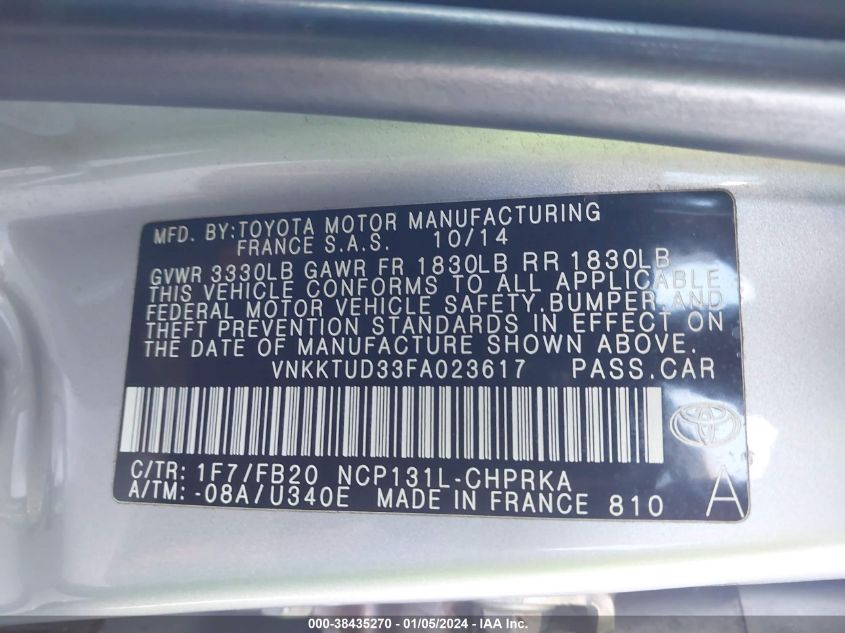 MFD. BY:TOYOTA MOTOR MANUFACTURING
FRANCE S.A.S. 10/14
GVWR 3330LB GAWR FR 1830LB RR 1830LB
THIS VEHICLE CONFORMS TO ALL APPLICABLE
FEDERAL MOTOR VEHICLE SAFETY,BUMPER,AND
THEFT PREVENTION STANDARDS IN EFFECT ON
THE DATE OF MANUFACTURE SHOWN ABOVE.
VNKKTUD33FA023617 PASS.CAR
C/TR: 1F7/FB20 NCP131L-CHPRKA
A/TM: -08A/U340E MADE IN FRANCE 810
A
000-38435270 - 01/05/2024 - IAA Inc.